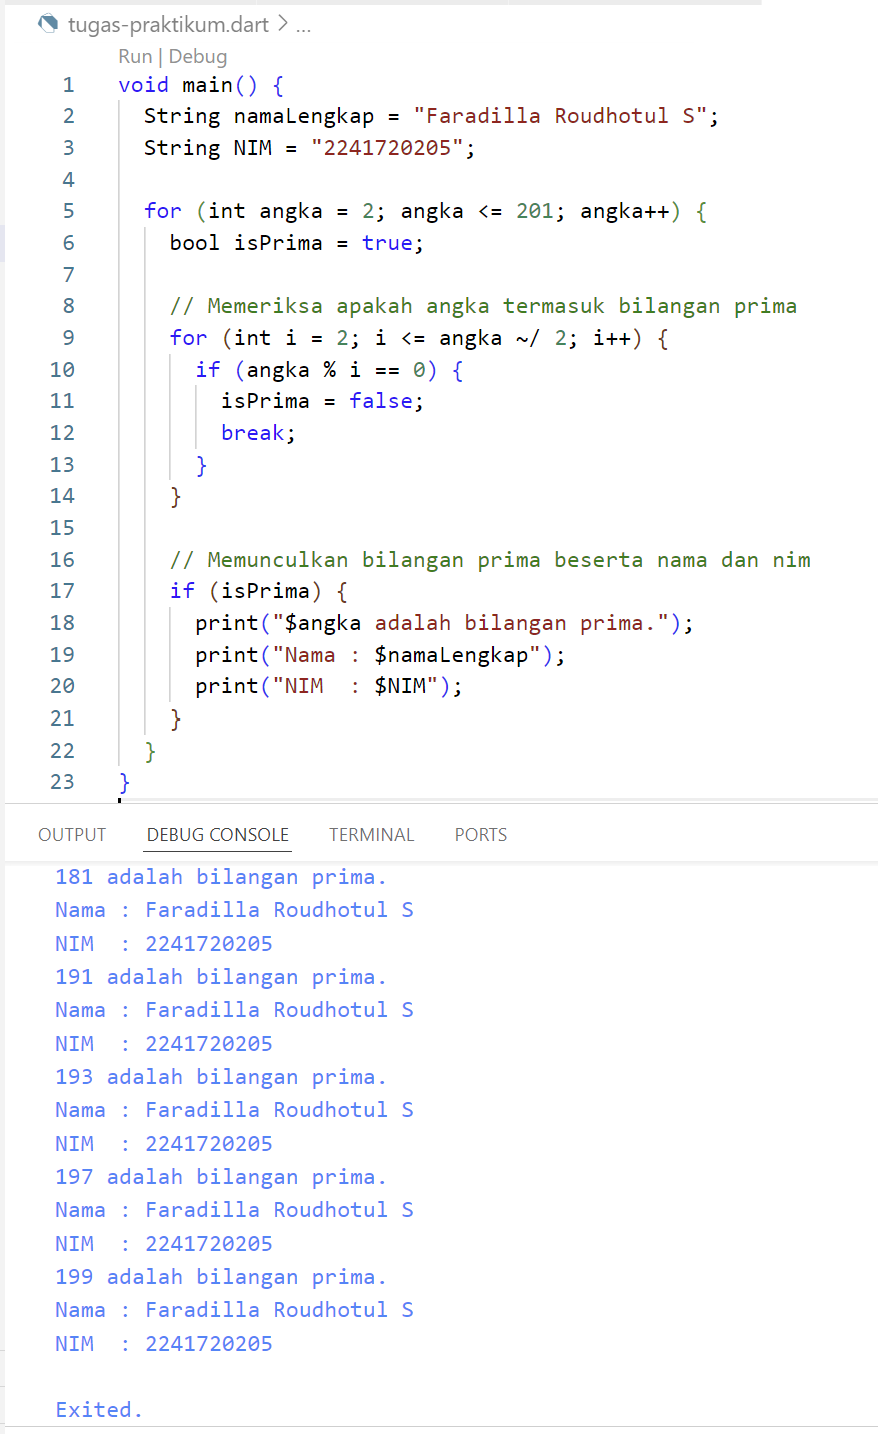 tugas-praktikum.dart > ...
Run | Debug
1 void main() {
2 String namaLengkap = "Faradilla Roudhotul S";
3 String NIM = "2241720205";
4
5 for (int angka = 2; angka <= 201; angka++) {
6 bool isPrima = true;
7
8 // Memeriksa apakah angka termasuk bilangan prima
9 for (int i = 2; i <= angka ~/ 2; i++) {
10 if (angka % i == 0) {
11 isPrima = false;
12 break;
13 }
14 }
15
16 // Memunculkan bilangan prima beserta nama dan nim
17 if (isPrima) {
18 print("$angka adalah bilangan prima.");
19 print("Nama : $namaLengkap");
20 print("NIM  : $NIM");
21 }
22 }
23 }
OUTPUT DEBUG CONSOLE TERMINAL PORTS
181 adalah bilangan prima.
Nama : Faradilla Roudhotul S
NIM  : 2241720205
191 adalah bilangan prima.
Nama : Faradilla Roudhotul S
NIM  : 2241720205
193 adalah bilangan prima.
Nama : Faradilla Roudhotul S
NIM  : 2241720205
197 adalah bilangan prima.
Nama : Faradilla Roudhotul S
NIM  : 2241720205
199 adalah bilangan prima.
Nama : Faradilla Roudhotul S
NIM  : 2241720205
Exited.